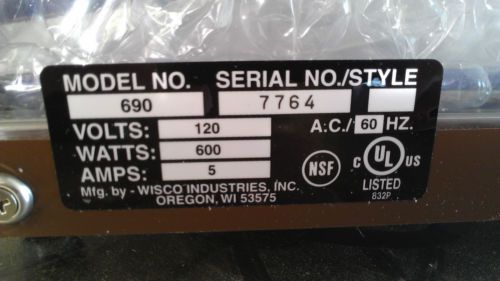 MODEL NO. SERIAL NO./STYLE
690 7764
VOLTS: 120 A.C./ 60 HZ.
WATTS: 600
AMPS: 5
NSF
C UL US
LISTED
832P
Mfg. by - WISCO INDUSTRIES, INC.
OREGON, WI 53575